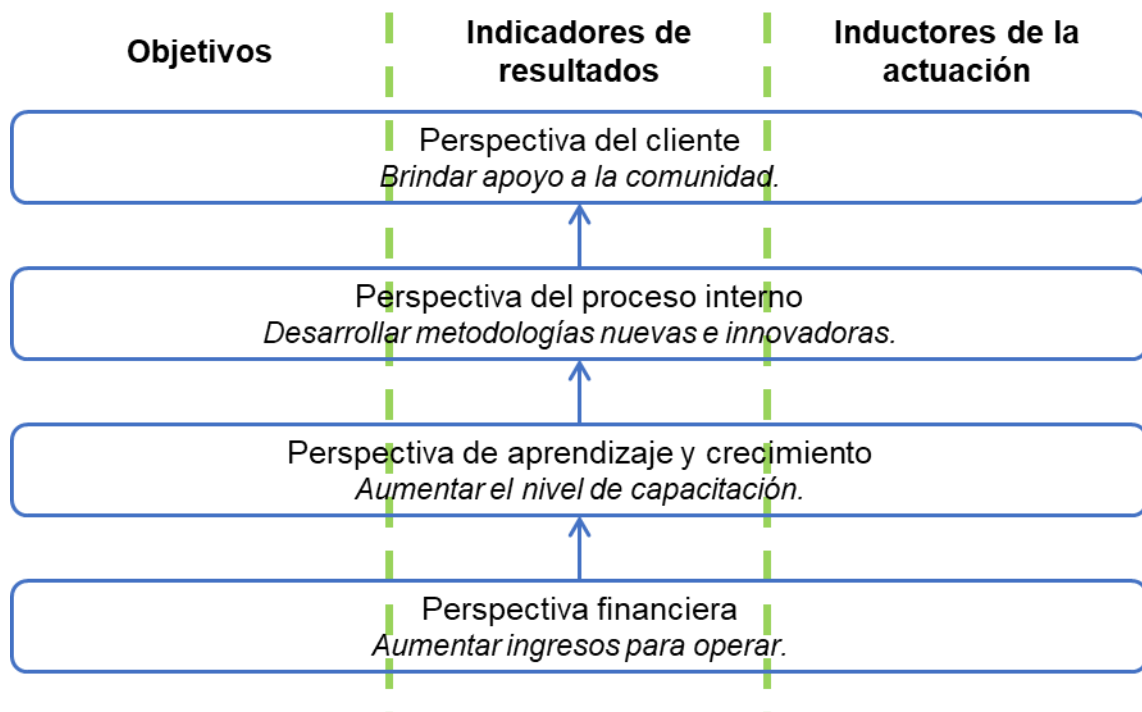 Objetivos
Indicadores de
resultados
Inductores de la
actuación
Perspectiva del cliente
Brindar apoyo a la comunidad.
Perspectiva del proceso interno
Desarrollar metodologías nuevas e innovadoras.
Perspectiva de aprendizaje y crecimiento
Aumentar el nivel de capacitación.
Perspectiva financiera
Aumentar ingresos para operar.